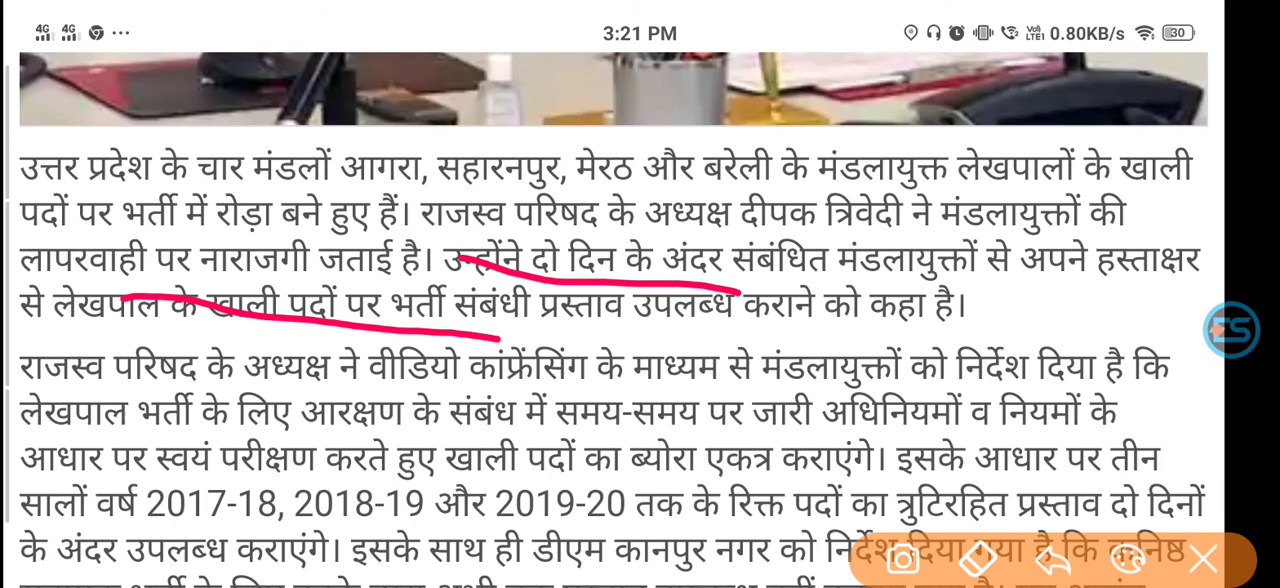 4G 4G ... 3:21 PM Vo) LTE1 0.80KB/s 30
उत्तर प्रदेश के चार मंडलों आगरा, सहारनपुर, मेरठ और बरेली के मंडलायुक्त लेखपालों के खाली
पदों पर भर्ती में रोड़ा बने हुए हैं। राजस्व परिषद के अध्यक्ष दीपक त्रिवेदी ने मंडलायुक्तों की
लापरवाही पर नाराजगी जताई है। उन्होंने दो दिन के अंदर संबंधित मंडलायुक्तों से अपने हस्ताक्षर
से लेखपाल के खाली पदों पर भर्ती संबंधी प्रस्ताव उपलब्ध कराने को कहा है।
राजस्व परिषद के अध्यक्ष ने वीडियो कांफ्रेंसिंग के माध्यम से मंडलायुक्तों को निर्देश दिया है कि
लेखपाल भर्ती के लिए आरक्षण के संबंध में समय-समय पर जारी अधिनियमों व नियमों के
आधार पर स्वयं परीक्षण करते हुए खाली पदों का ब्योरा एकत्र कराएंगे। इसके आधार पर तीन
सालों वर्ष 2017-18, 2018-19 और 2019-20 तक के रिक्त पदों का त्रुटिरहित प्रस्ताव दो दिनों
के अंदर उपलब्ध कराएंगे। इसके साथ ही डीएम कानपुर नगर को निर्देश दिया गया है कि कनिष्ठ